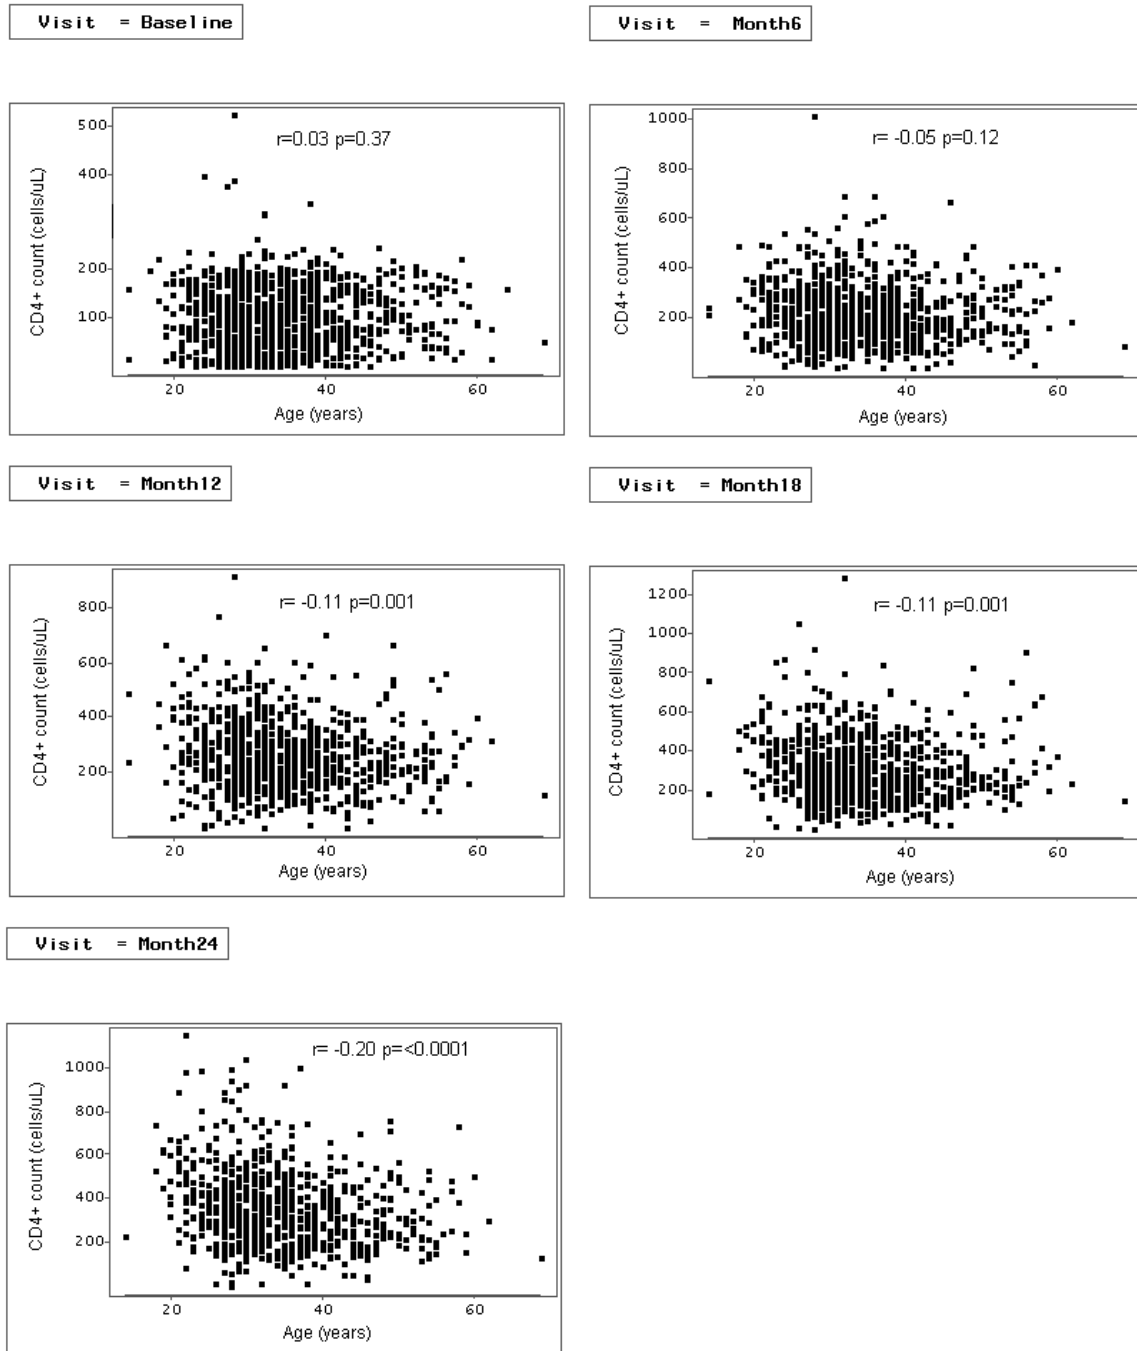 Visit = Baseline
r=0.03 p=0.37
CD4+ count (cells/uL)
500
400
200
100
20 40 60
Age (years)
Visit = Month6
r= -0.05 p=0.12
CD4+ count (cells/uL)
1000
800
600
400
200
20 40 60
Age (years)
Visit = Month12
r= -0.11 p=0.001
CD4+ count (cells/uL)
800
600
400
200
20 40 60
Age (years)
Visit = Month18
r= -0.11 p=0.001
CD4+ count (cells/uL)
1200
1000
800
600
400
200
20 40 60
Age (years)
Visit = Month24
r= -0.20 p=<0.0001
CD4+ count (cells/uL)
1000
800
600
400
200
20 40 60
Age (years)